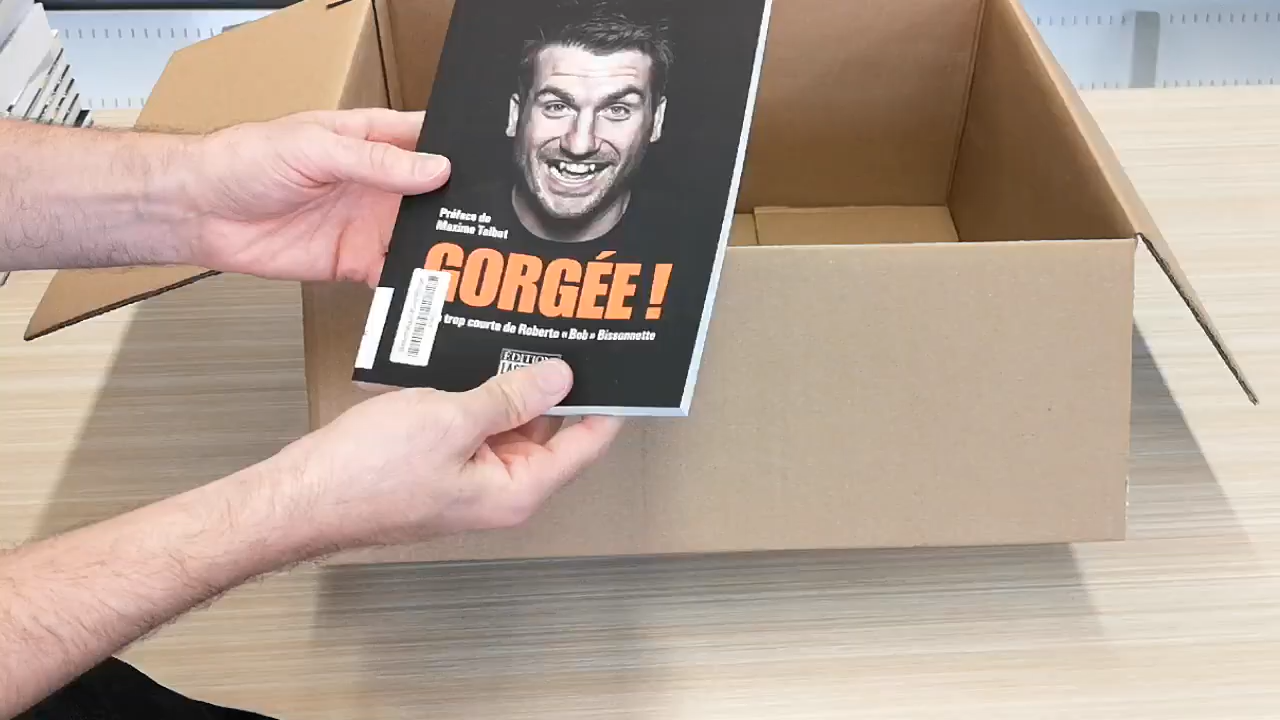 Préface de
Maxime Talbot
GORGÉE !
trop courte de Roberto «Bob» Bissonnette